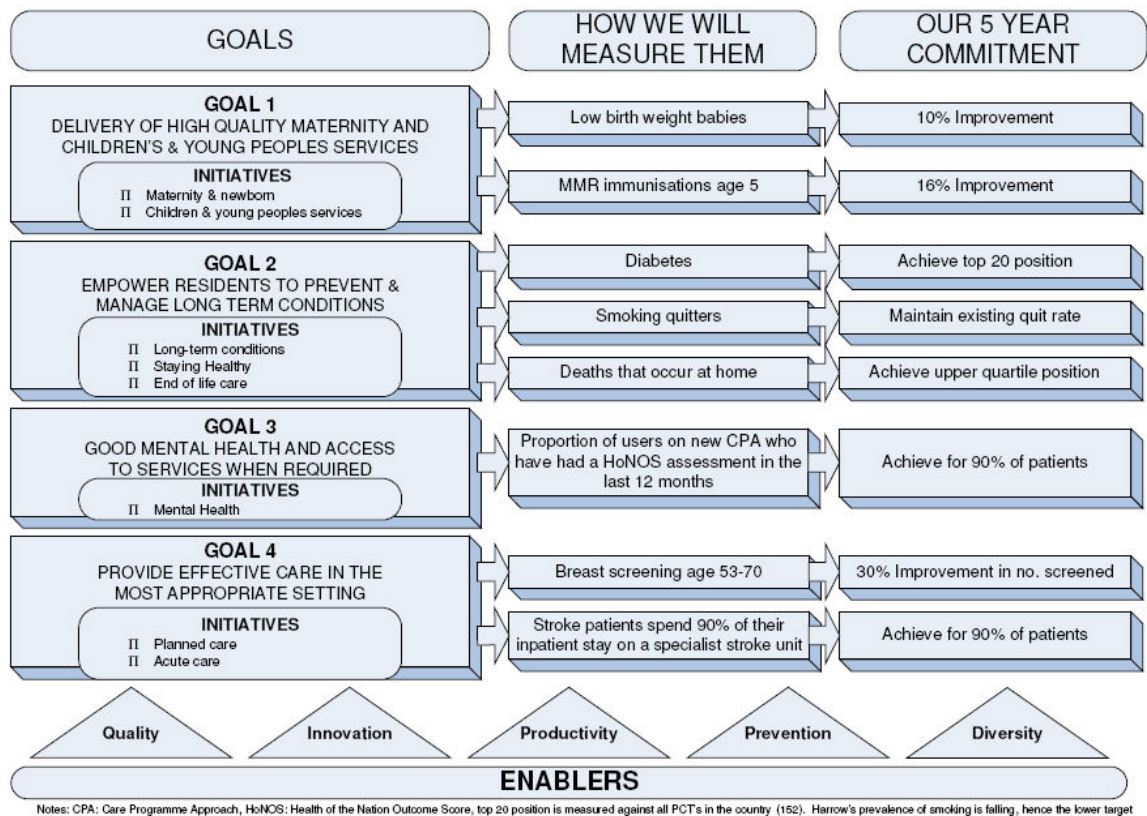 GOALS
HOW WE WILL
MEASURE THEM
OUR 5 YEAR
COMMITMENT
GOAL 1
DELIVERY OF HIGH QUALITY MATERNITY AND
CHILDREN'S & YOUNG PEOPLES SERVICES
INITIATIVES
Π Maternity & newborn
Π Children & young peoples services
Low birth weight babies
10% Improvement
MMR immunisations age 5
16% Improvement
GOAL 2
EMPOWER RESIDENTS TO PREVENT &
MANAGE LONG TERM CONDITIONS
INITIATIVES
Π Long-term conditions
Π Staying Healthy
Π End of life care
Diabetes
Achieve top 20 position
Smoking quitters
Maintain existing quit rate
Deaths that occur at home
Achieve upper quartile position
GOAL 3
GOOD MENTAL HEALTH AND ACCESS
TO SERVICES WHEN REQUIRED
INITIATIVES
Π Mental Health
Proportion of users on new CPA who
have had a HoNOS assessment in the
last 12 months
Achieve for 90% of patients
GOAL 4
PROVIDE EFFECTIVE CARE IN THE
MOST APPROPRIATE SETTING
INITIATIVES
Π Planned care
Π Acute care
Breast screening age 53-70
30% Improvement in no. screened
Stroke patients spend 90% of their
inpatient stay on a specialist stroke unit
Achieve for 90% of patients
Quality
Innovation
Productivity
Prevention
Diversity
ENABLERS
Notes: CPA: Care Programme Approach, HoNOS: Health of the Nation Outcome Score, top 20 position is measured against all PCT's in the country (152). Harrow's prevalence of smoking is falling, hence the lower target